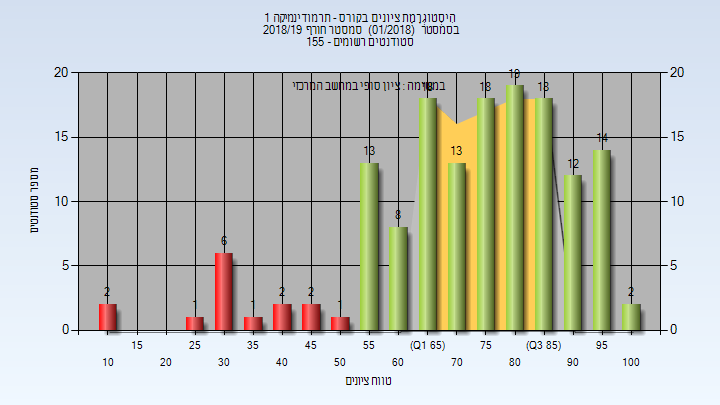 היסטוגרמת ציונים בקורס - תרמודינמיקה 1
בסמסטר (01/2018) סמסטר חורף 2018/19
סטודנטים רשומים - 155
במשימה : ציון סופי במחשב המרכזי
מספר סטודנטים
20 20
15 15
10 10
5 5
0 0
2 1 6 1 2 2 1 13 8 18 13 18 19 18 12 14 2
15 25 35 45 55 (Q1 65) 75 (Q3 85) 95
10 20 30 40 50 60 70 80 90 100
טווח ציונים